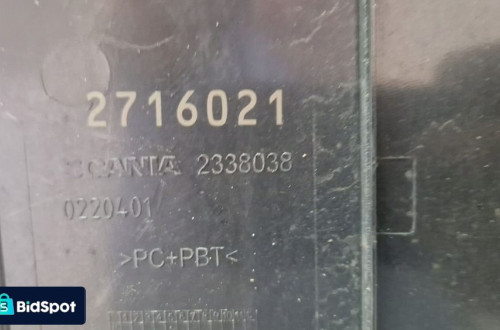 2716021
SCANIA 2338038
0220401
>PC+PBT<
BidSpot